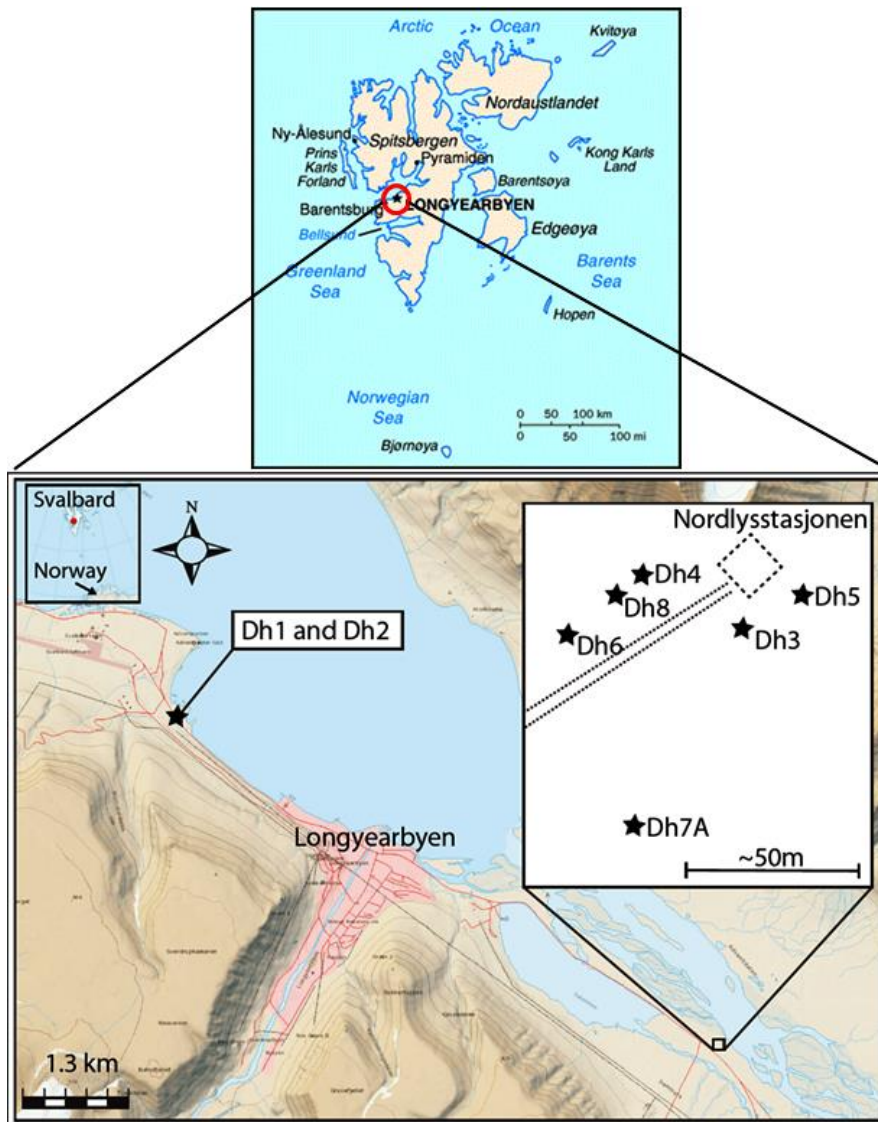 Arctic Ocean
Kvitøya
Nordaustlandet
Ny-Ålesund
Spitsbergen
Prins
Karls
Forland
Pyramiden
Kong Karls
Land
Barentsøya
LONGYEARBYEN
Barentsburg
Edgeøya
Bellsund
Greenland
Sea
Barents
Sea
Hopen
Norwegian
Sea
0 50 100 km
0 50 100 mi
Bjørnøya
Svalbard
N
Norway
Nordlysstasjonen
Dh4
Dh8
Dh5
Dh6
Dh3
Dh1 and Dh2
Dh7A
~50m
Longyearbyen
1.3 km